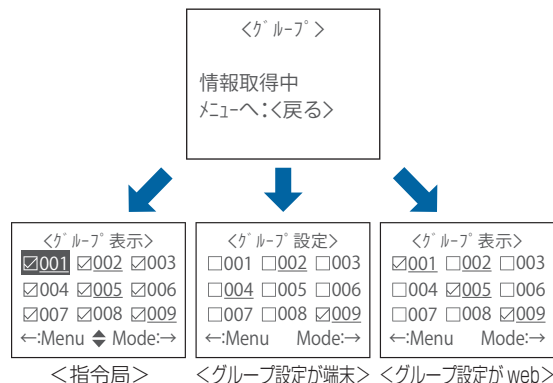 <ｸﾞﾙｰﾌﾟ>
情報取得中
ﾒﾆｭｰへ:<戻る>
<ｸﾞﾙｰﾌﾟ表示>
☑001 ☑002 ☑003
☑004 ☑005 ☑006
☑007 ☑008 ☑009
←:Menu ◆ Mode:→
<指令局>
<ｸﾞﾙｰﾌﾟ設定>
□001 □002 □003
□004 □005 □006
□007 □008 ☑009
←:Menu Mode:→
<グループ設定が端末>
<ｸﾞﾙｰﾌﾟ表示>
☑001 □002 □003
□004 ☑005 □006
□007 □008 ☑009
←:Menu Mode:→
<グループ設定が web>